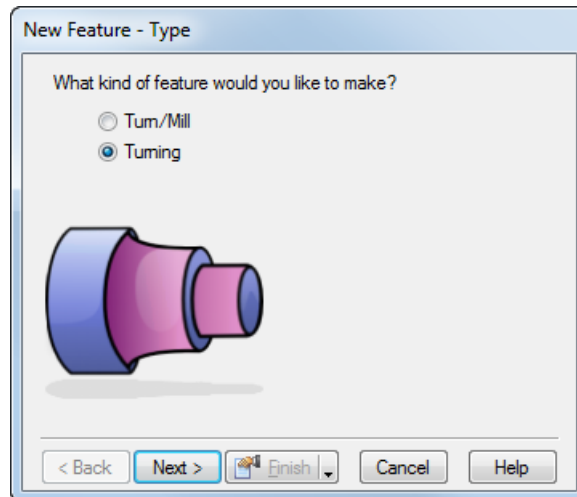 New Feature - Type
What kind of feature would you like to make?
Turn/Mill
Turning
< Back Next > Finish Cancel Help